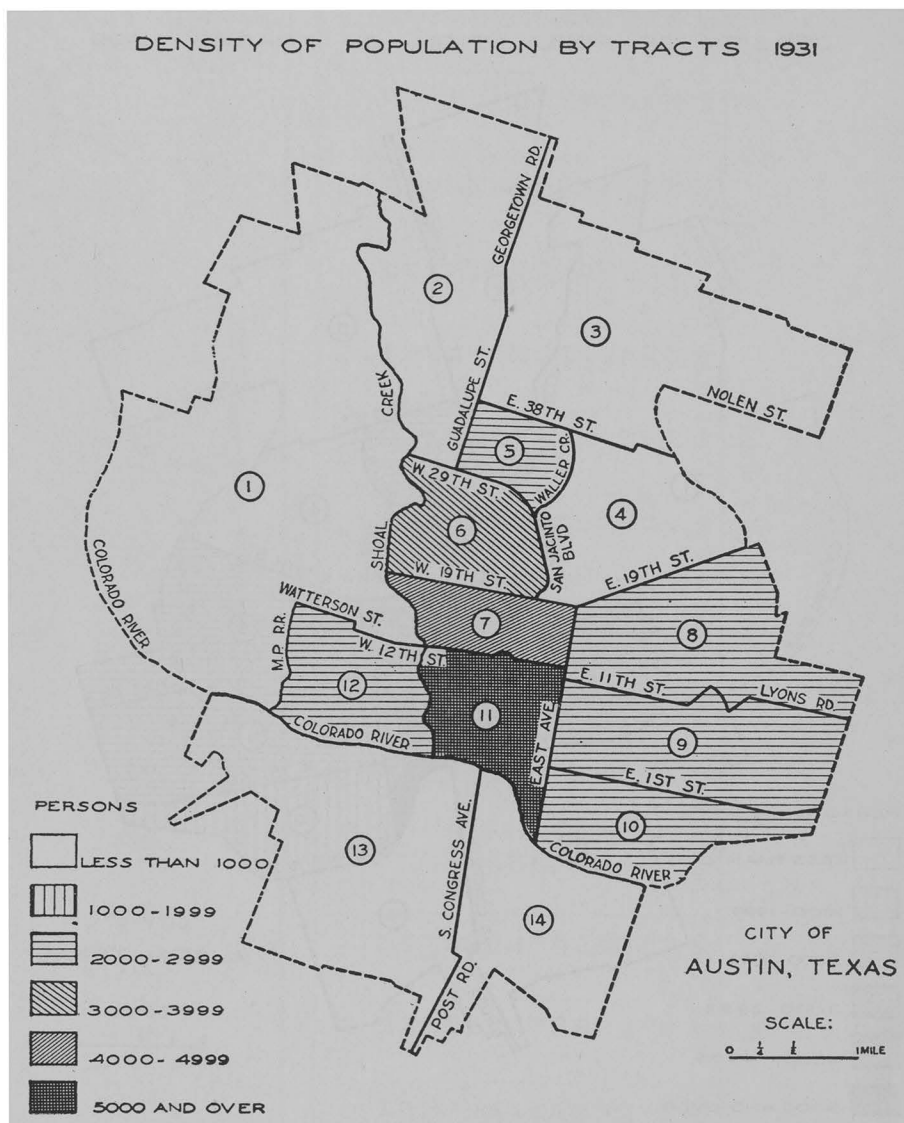 DENSITY OF POPULATION BY TRACTS 1931
GEORGETOWN RD.
2
3
CREEK
GUADALUPE ST.
E. 38TH ST.
NOLEN ST.
5
WALLER CR.
1
W. 29TH ST.
4
SHOAL
6
SAN JACINTO
BLVD
COLORADO RIVER
W. 19TH ST.
E. 19TH ST.
WATTERSON ST.
7
8
M.P. R.R.
W. 12TH ST.
12
E. 11TH ST.
LYONS RD.
11
EAST AVE.
9
COLORADO RIVER
E. 1ST ST.
10
COLORADO RIVER
13
S. CONGRESS AVE.
14
POST RD.
PERSONS
LESS THAN 1000
1000-1999
2000-2999
3000-3999
4000-4999
5000 AND OVER
CITY OF
AUSTIN, TEXAS
SCALE:
0 ¼ ½ 1 MILE